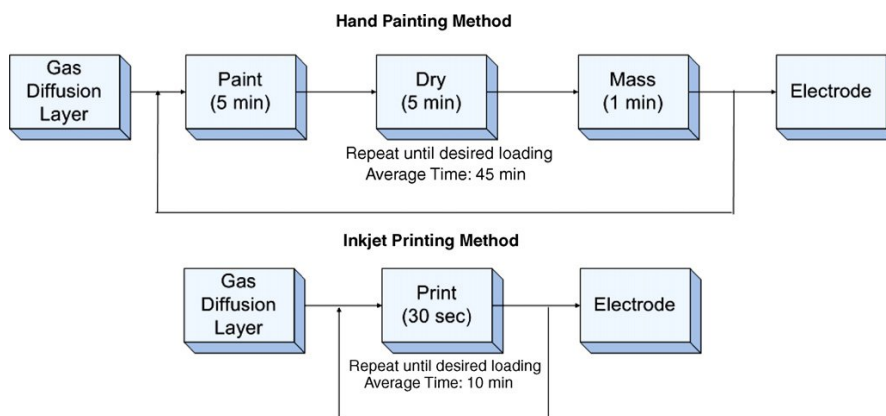 Hand Painting Method
Gas
Diffusion
Layer
Paint
(5 min)
Dry
(5 min)
Mass
(1 min)
Electrode
Repeat until desired loading
Average Time: 45 min
Inkjet Printing Method
Gas
Diffusion
Layer
Print
(30 sec)
Electrode
Repeat until desired loading
Average Time: 10 min